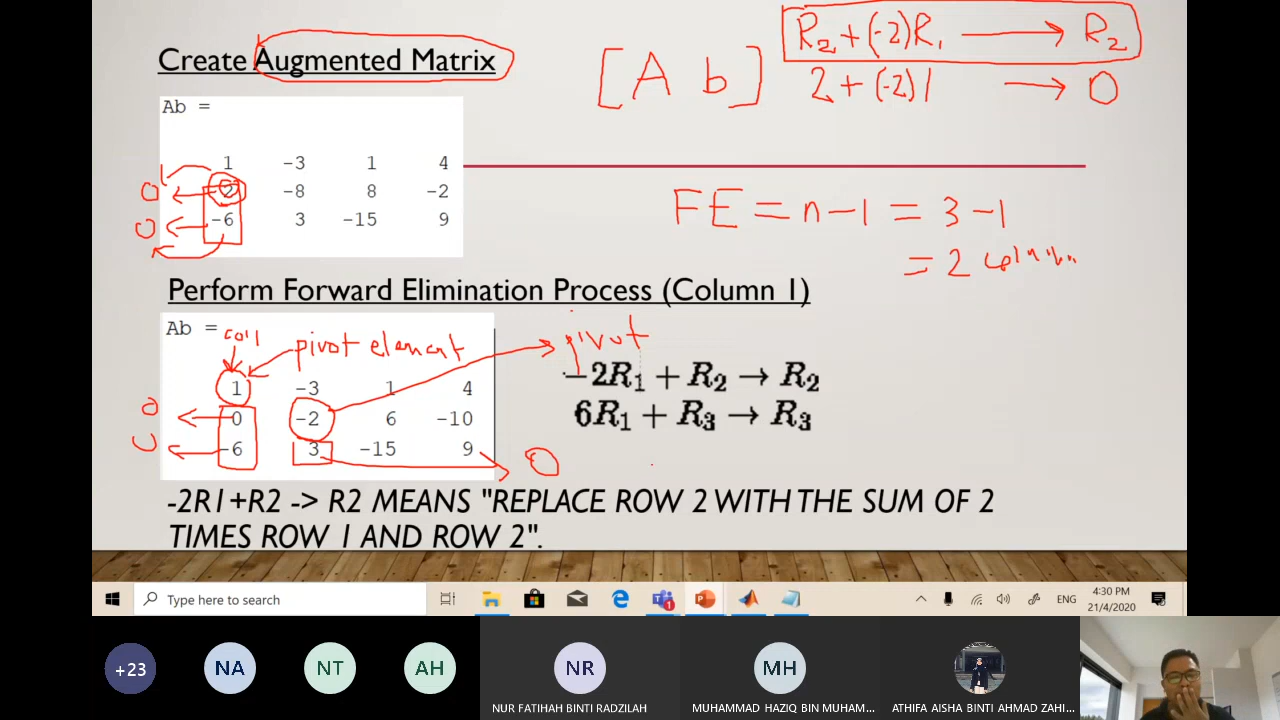 R2 + (-2)R1 → R2
Create Augmented Matrix
[A b]
2 + (-2)1 → 0
Ab =
1 -3 1 4
0 2 -8 8 -2
0 -6 3 -15 9
FE = n-1 = 3-1
= 2 column
Perform Forward Elimination Process (Column 1)
Ab =
pivot element
pivot
1 -3 1 4
-2R1 + R2 → R2
0 0 -2 6 -10
6R1 + R3 → R3
-6 3 -15 9
0
-2R1+R2 -> R2 MEANS "REPLACE ROW 2 WITH THE SUM OF 2
TIMES ROW 1 AND ROW 2".
Type here to search
1
ENG
4:30 PM
21/4/2020
+23
NA
NT
AH
NR
MH
NUR FATIHAH BINTI RADZILAH
MUHAMMAD HAZIQ BIN MUHAM...
ATHIFA AISHA BINTI AHMAD ZAHI...